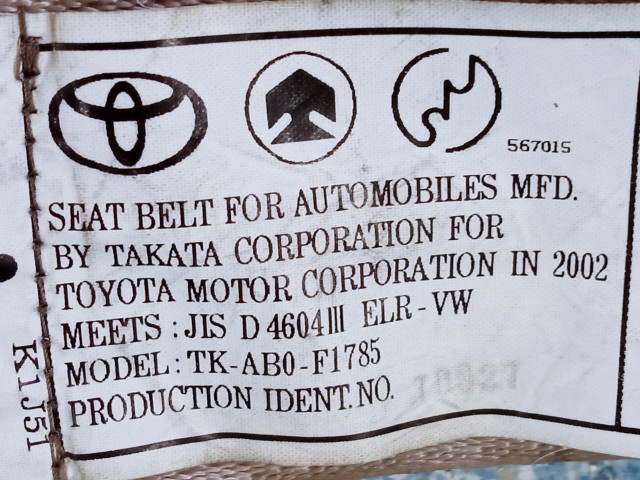 567015
SEAT BELT FOR AUTOMOBILES MFD.
BY TAKATA CORPORATION FOR
TOYOTA MOTOR CORPORATION IN 2002
MEETS : JIS D 4604 III ELR - VW
MODEL : TK-AB0-F1785
PRODUCTION IDENT. NO.
K1J51